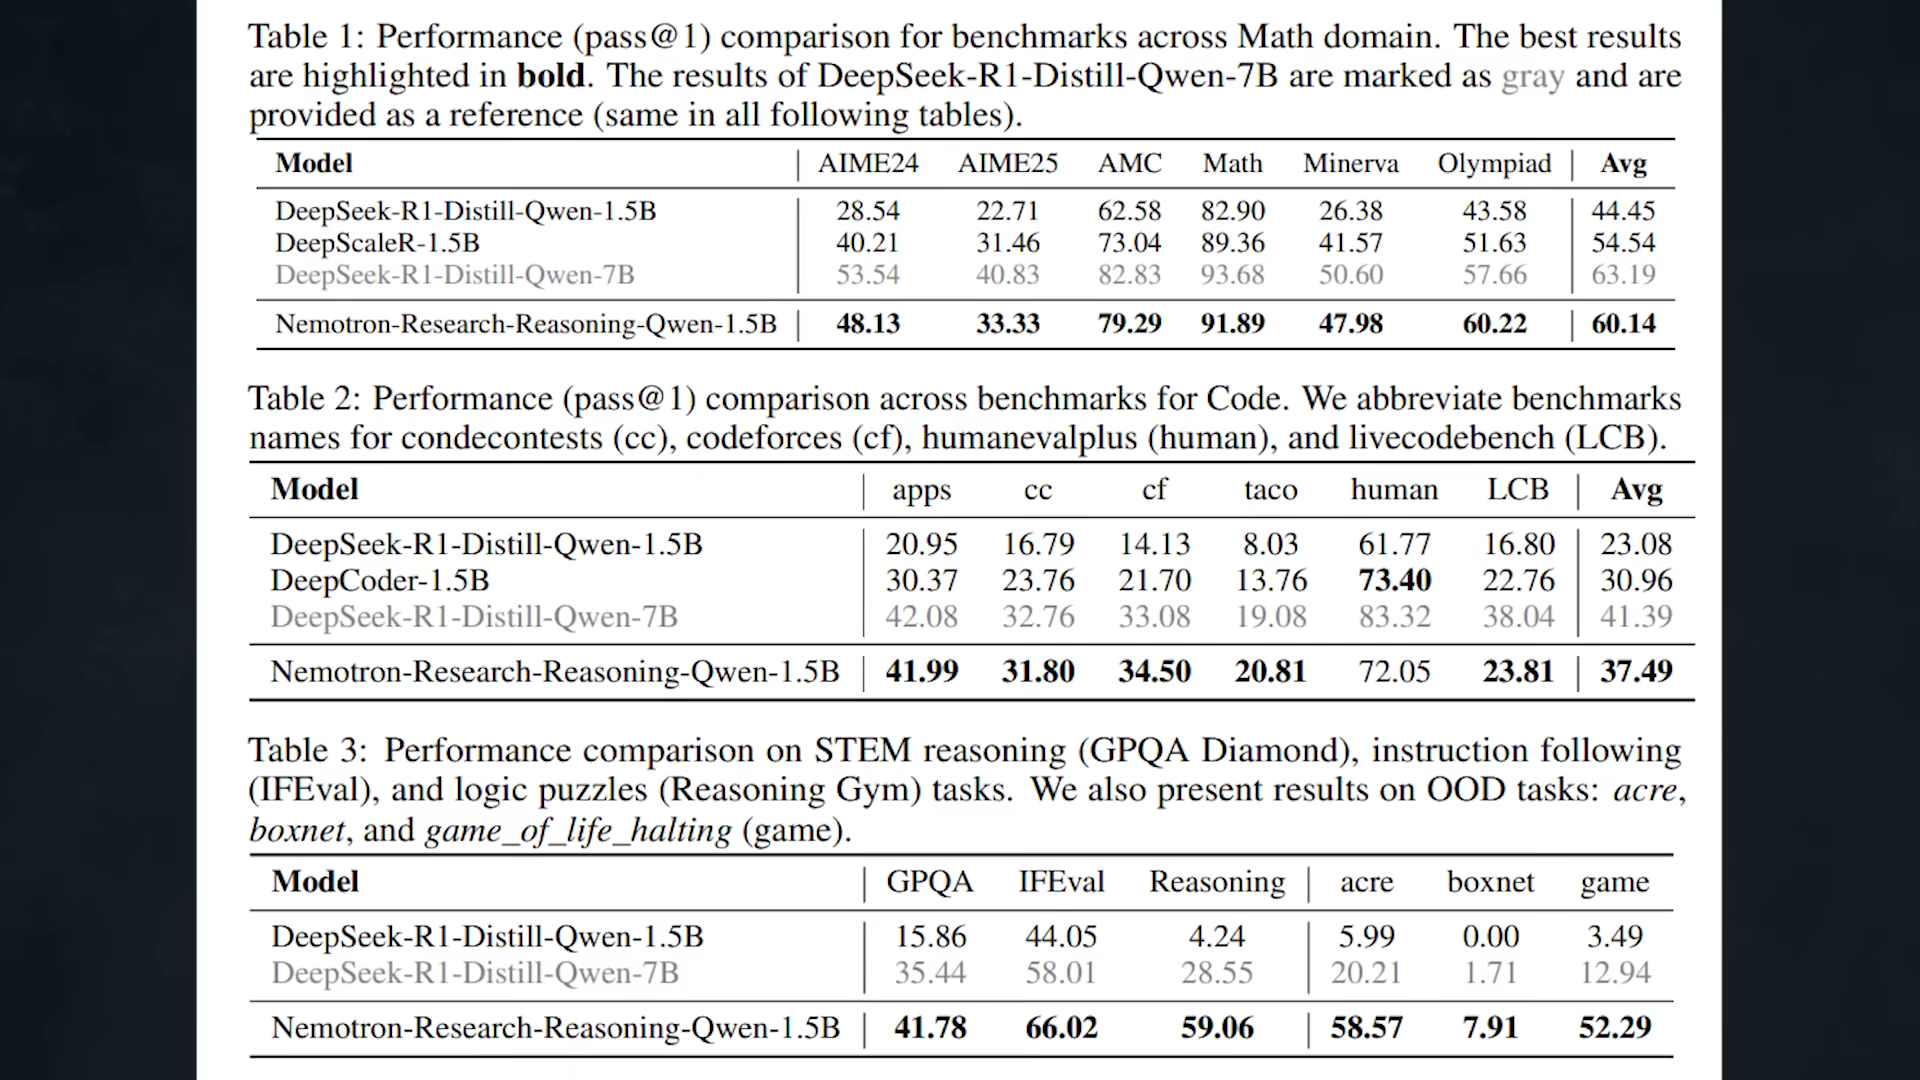 Table 1: Performance (pass@1) comparison for benchmarks across Math domain. The best results
are highlighted in bold. The results of DeepSeek-R1-Distill-Qwen-7B are marked as gray and are
provided as a reference (same in all following tables).
Model AIME24 AIME25 AMC Math Minerva Olympiad Avg
DeepSeek-R1-Distill-Qwen-1.5B 28.54 22.71 62.58 82.90 26.38 43.58 44.45
DeepScaleR-1.5B 40.21 31.46 73.04 89.36 41.57 51.63 54.54
DeepSeek-R1-Distill-Qwen-7B 53.54 40.83 82.83 93.68 50.60 57.66 63.19
Nemotron-Research-Reasoning-Qwen-1.5B 48.13 33.33 79.29 91.89 47.98 60.22 60.14
Table 2: Performance (pass@1) comparison across benchmarks for Code. We abbreviate benchmarks
names for condecontests (cc), codeforces (cf), humanevalplus (human), and livecodebench (LCB).
Model apps cc cf taco human LCB Avg
DeepSeek-R1-Distill-Qwen-1.5B 20.95 16.79 14.13 8.03 61.77 16.80 23.08
DeepCoder-1.5B 30.37 23.76 21.70 13.76 73.40 22.76 30.96
DeepSeek-R1-Distill-Qwen-7B 42.08 32.76 33.08 19.08 83.32 38.04 41.39
Nemotron-Research-Reasoning-Qwen-1.5B 41.99 31.80 34.50 20.81 72.05 23.81 37.49
Table 3: Performance comparison on STEM reasoning (GPQA Diamond), instruction following
(IFEval), and logic puzzles (Reasoning Gym) tasks. We also present results on OOD tasks: acre,
boxnet, and game_of_life_halting (game).
Model GPQA IFEval Reasoning acre boxnet game
DeepSeek-R1-Distill-Qwen-1.5B 15.86 44.05 4.24 5.99 0.00 3.49
DeepSeek-R1-Distill-Qwen-7B 35.44 58.01 28.55 20.21 1.71 12.94
Nemotron-Research-Reasoning-Qwen-1.5B 41.78 66.02 59.06 58.57 7.91 52.29